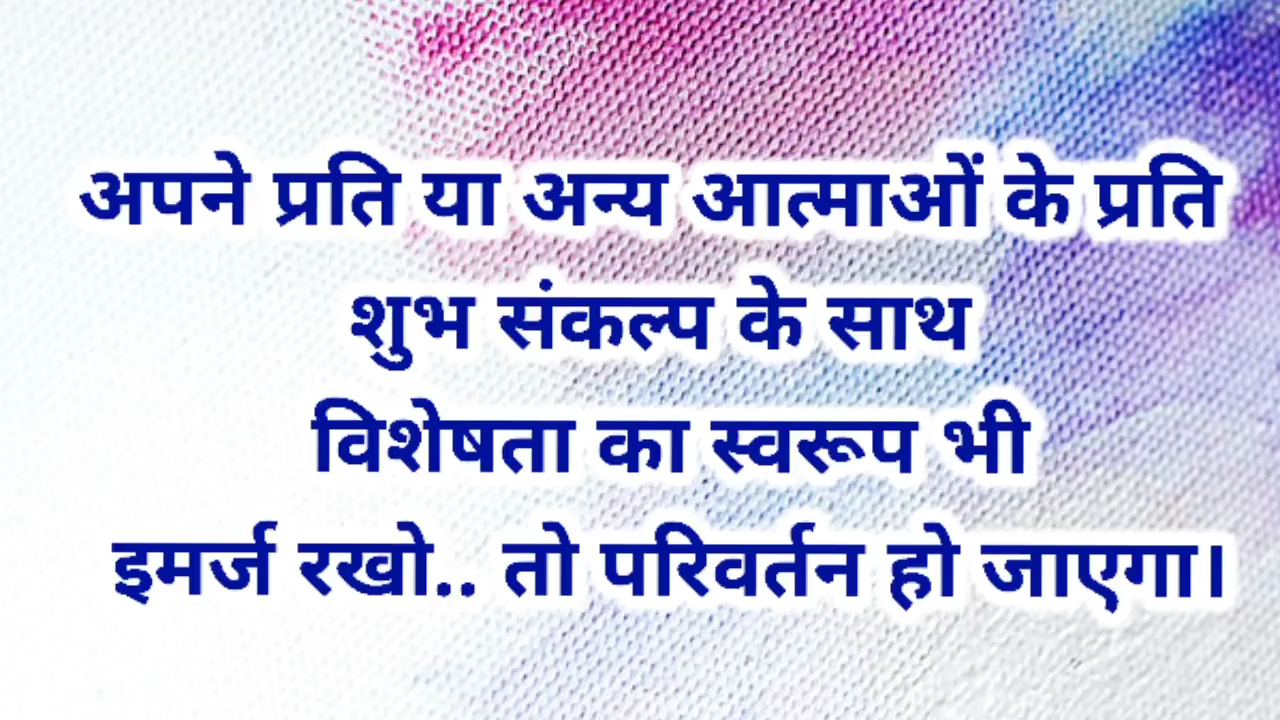 अपने प्रति या अन्य आत्माओं के प्रति
शुभ संकल्प के साथ
विशेषता का स्वरूप भी
इमर्ज रखो.. तो परिवर्तन हो जाएगा।